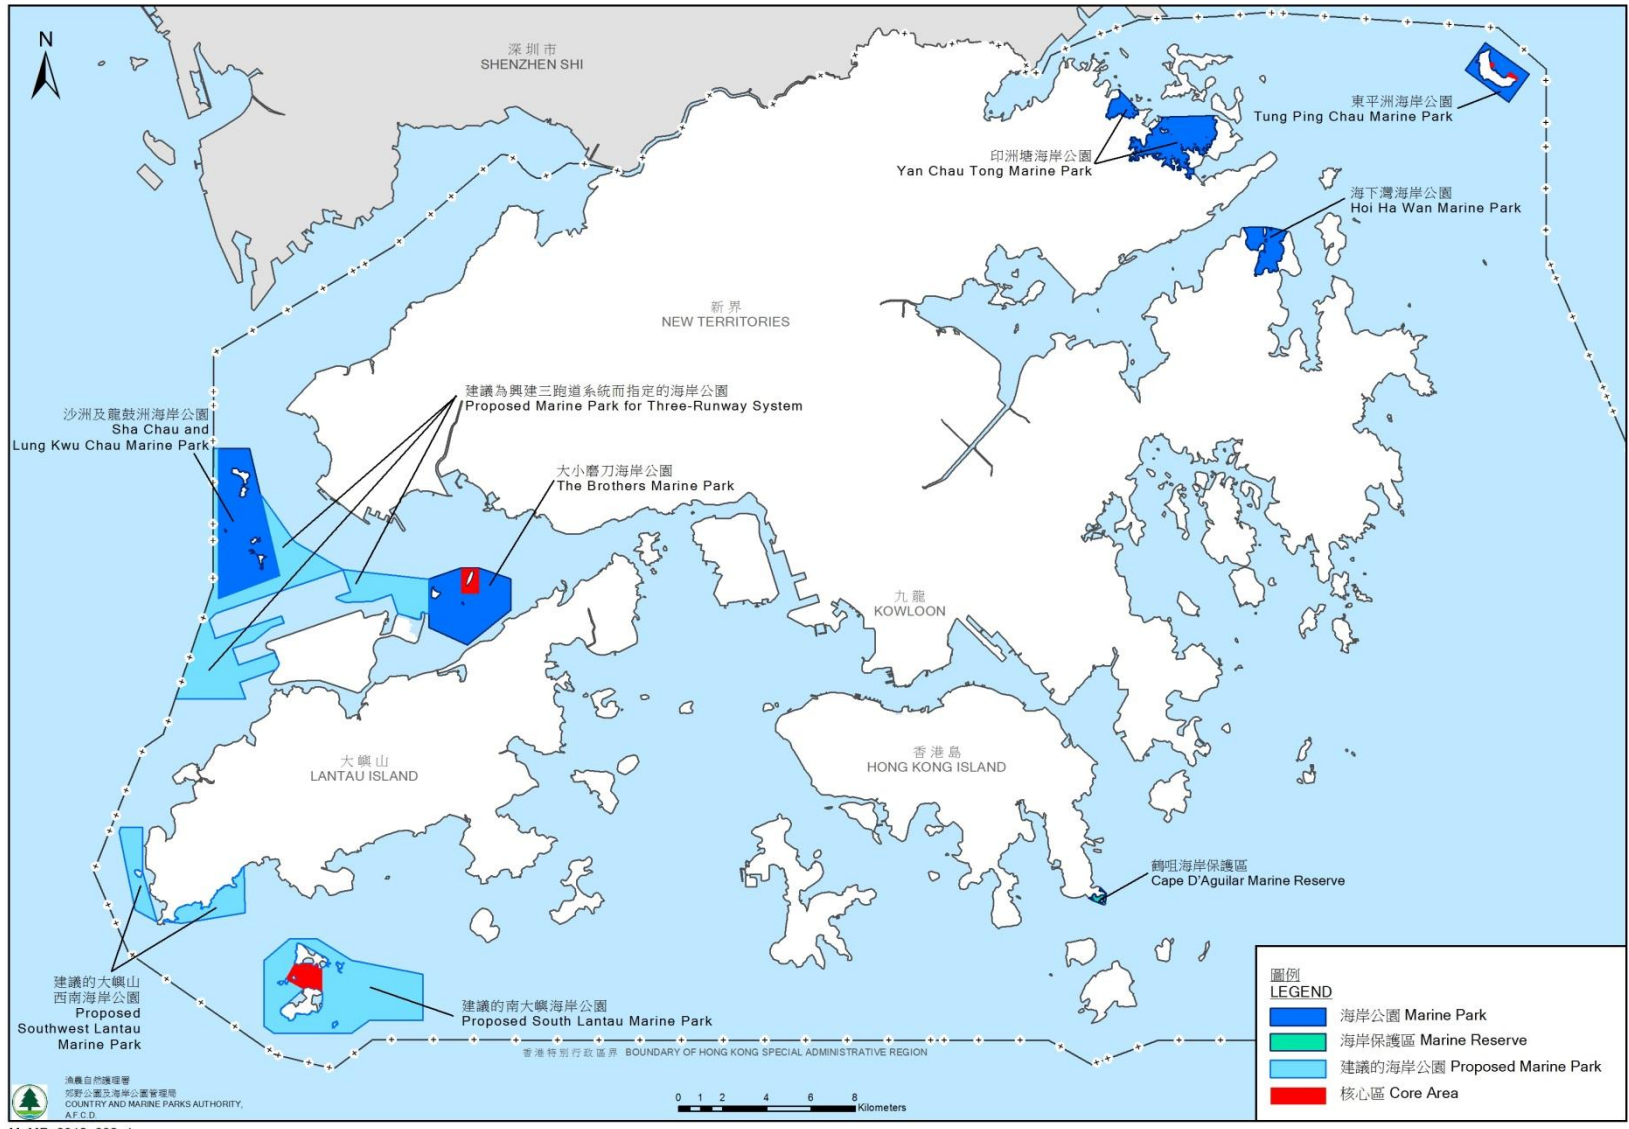 N
深圳市
SHENZHEN SHI
東平洲海岸公園
Tung Ping Chau Marine Park
印洲塘海岸公園
Yan Chau Tong Marine Park
海下灣海岸公園
Hoi Ha Wan Marine Park
新界
NEW TERRITORIES
建議為興建三跑道系統而指定的海岸公園
Proposed Marine Park for Three-Runway System
沙洲及龍鼓洲海岸公園
Sha Chau and
Lung Kwu Chau Marine Park
大小磨刀海岸公園
The Brothers Marine Park
九龍
KOWLOON
大嶼山
LANTAU ISLAND
香港島
HONG KONG ISLAND
鶴咀海岸保護區
Cape D'Aguilar Marine Reserve
建議的大嶼山
西南海岸公園
Proposed
Southwest Lantau
Marine Park
建議的南大嶼海岸公園
Proposed South Lantau Marine Park
香港特別行政區界 BOUNDARY OF HONG KONG SPECIAL ADMINISTRATIVE REGION
圖例
LEGEND
海岸公園 Marine Park
海岸保護區 Marine Reserve
建議的海岸公園 Proposed Marine Park
核心區 Core Area
漁農自然護理署
郊野公園及海岸公園管理局
COUNTRY AND MARINE PARKS AUTHORITY,
A.F.C.D.
0 1 2 4 6 8
Kilometers